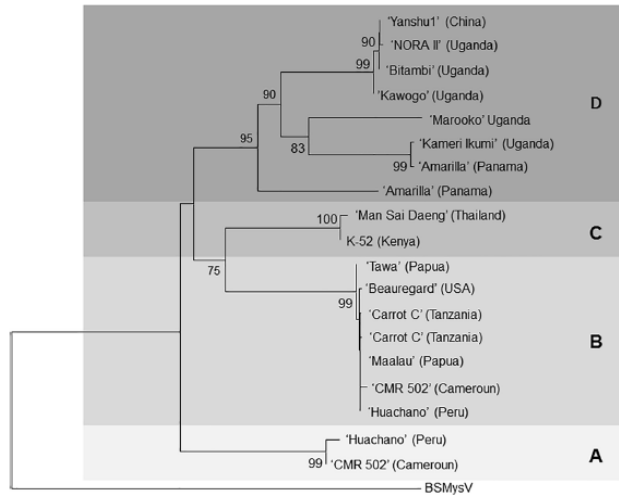 'Yanshu1' (China)
90
'NORA II' (Uganda)
99
'Bitambi' (Uganda)
90
'Kawogo' (Uganda)
D
'Marooko' Uganda
95
83
'Kameri Ikumi' (Uganda)
99
'Amarilla' (Panama)
'Amarilla' (Panama)
100
'Man Sai Daeng' (Thailand)
C
K-52 (Kenya)
75
'Tawa' (Papua)
'Beauregard' (USA)
99
'Carrot C' (Tanzania)
'Carrot C' (Tanzania)
B
'Maalau' (Papua)
'CMR 502' (Cameroun)
'Huachano' (Peru)
'Huachano' (Peru)
A
99
'CMR 502' (Cameroun)
BSMysV